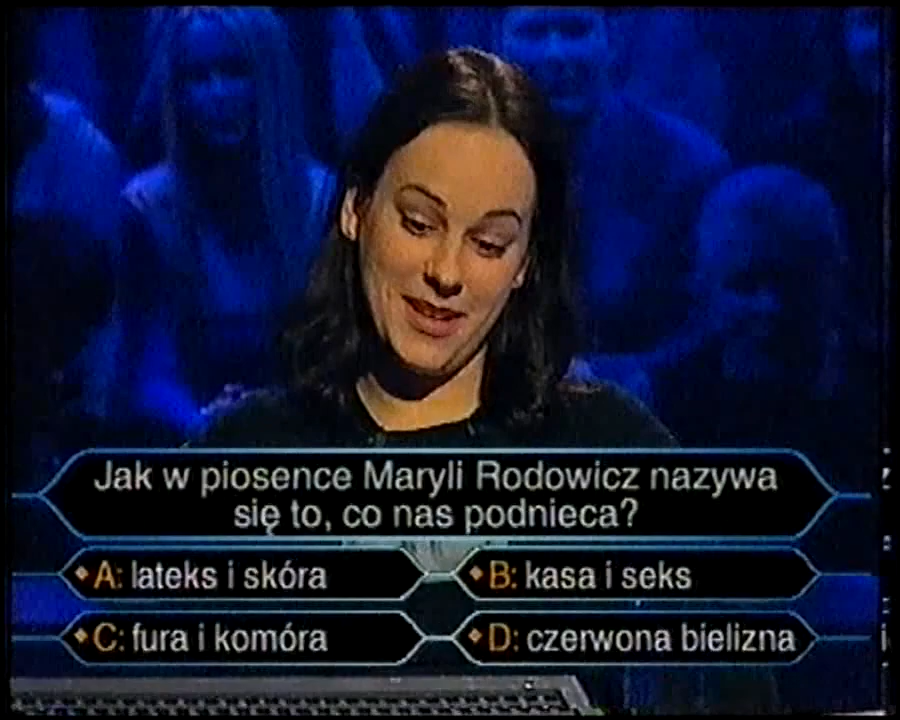 Jak w piosence Maryli Rodowicz nazywa
się to, co nas podnieca?
A: lateks i skóra
B: kasa i seks
C: fura i komóra
D: czerwona bielizna